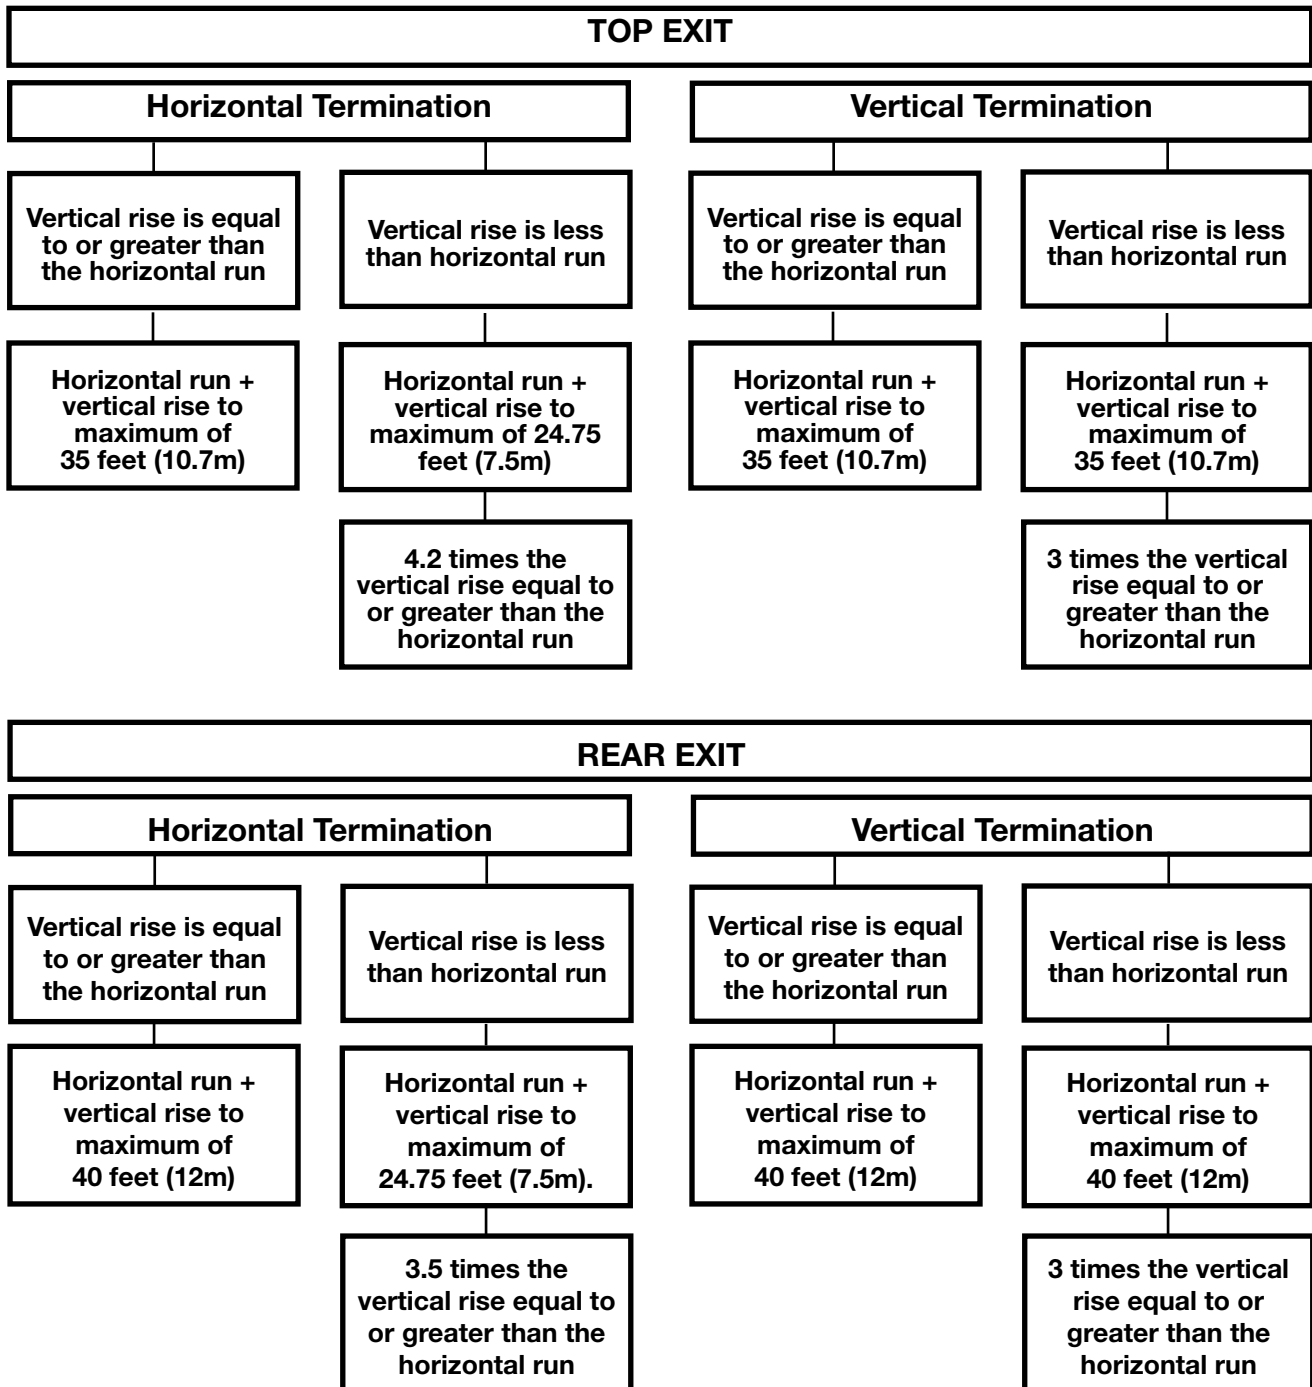 TOP EXIT
Horizontal Termination
Vertical Termination
Vertical rise is equal
to or greater than
the horizontal run
Vertical rise is less
than horizontal run
Vertical rise is equal
to or greater than
the horizontal run
Vertical rise is less
than horizontal run
Horizontal run +
vertical rise to
maximum of
35 feet (10.7m)
Horizontal run +
vertical rise to
maximum of 24.75
feet (7.5m)
Horizontal run +
vertical rise to
maximum of
35 feet (10.7m)
Horizontal run +
vertical rise to
maximum of
35 feet (10.7m)
4.2 times the
vertical rise equal to
or greater than the
horizontal run
3 times the vertical
rise equal to or
greater than the
horizontal run
REAR EXIT
Horizontal Termination
Vertical Termination
Vertical rise is equal
to or greater than
the horizontal run
Vertical rise is less
than horizontal run
Vertical rise is equal
to or greater than
the horizontal run
Vertical rise is less
than horizontal run
Horizontal run +
vertical rise to
maximum of
40 feet (12m)
Horizontal run +
vertical rise to
maximum of
24.75 feet (7.5m).
Horizontal run +
vertical rise to
maximum of
40 feet (12m)
Horizontal run +
vertical rise to
maximum of
40 feet (12m)
3.5 times the
vertical rise equal to
or greater than the
horizontal run
3 times the vertical
rise equal to or
greater than the
horizontal run